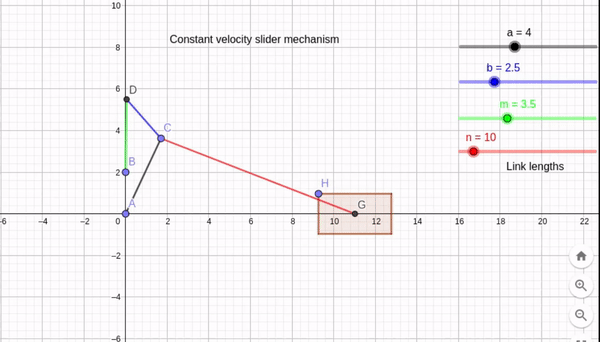 10
Constant velocity slider mechanism
a = 4
b = 2.5
m = 3.5
n = 10
Link lengths
8
6
D
4
C
B
2
H
A
G
−6
−4
−2
0
2
4
6
8
10
12
14
16
18
20
22
−2
−4
−6